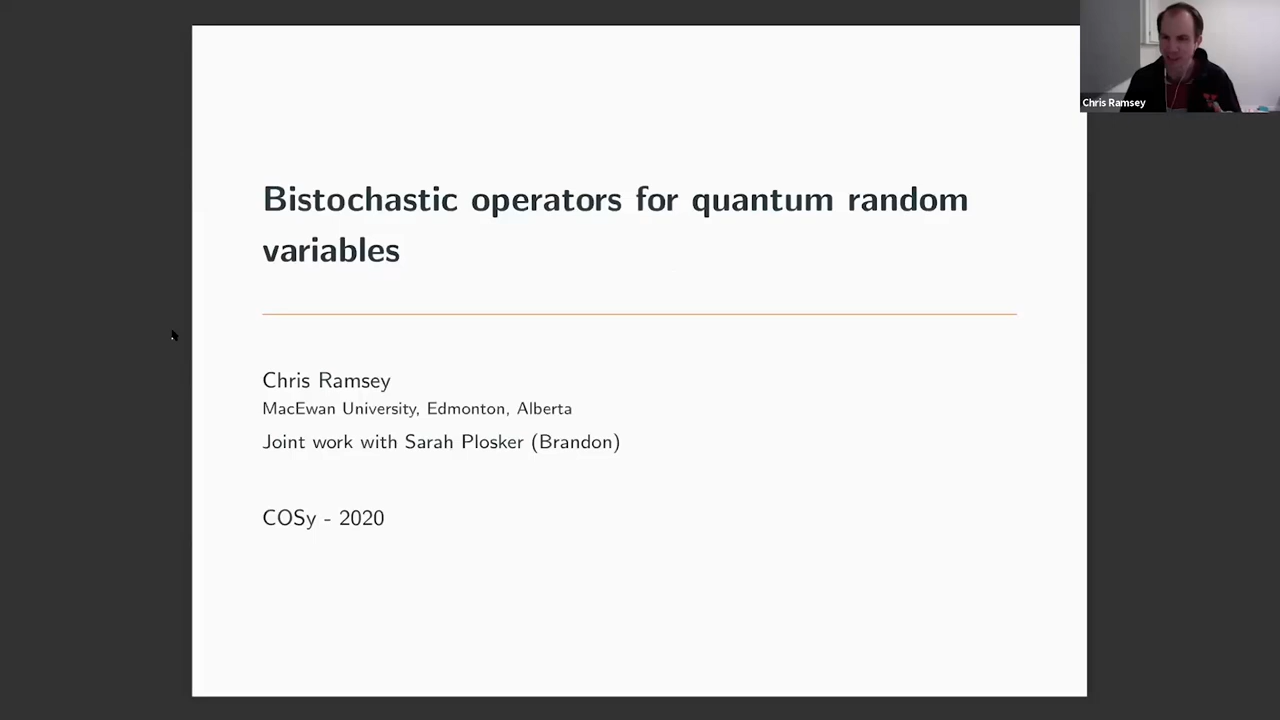 Bistochastic operators for quantum random
variables
Chris Ramsey
MacEwan University, Edmonton, Alberta
Joint work with Sarah Plosker (Brandon)
COSy - 2020
Chris Ramsey